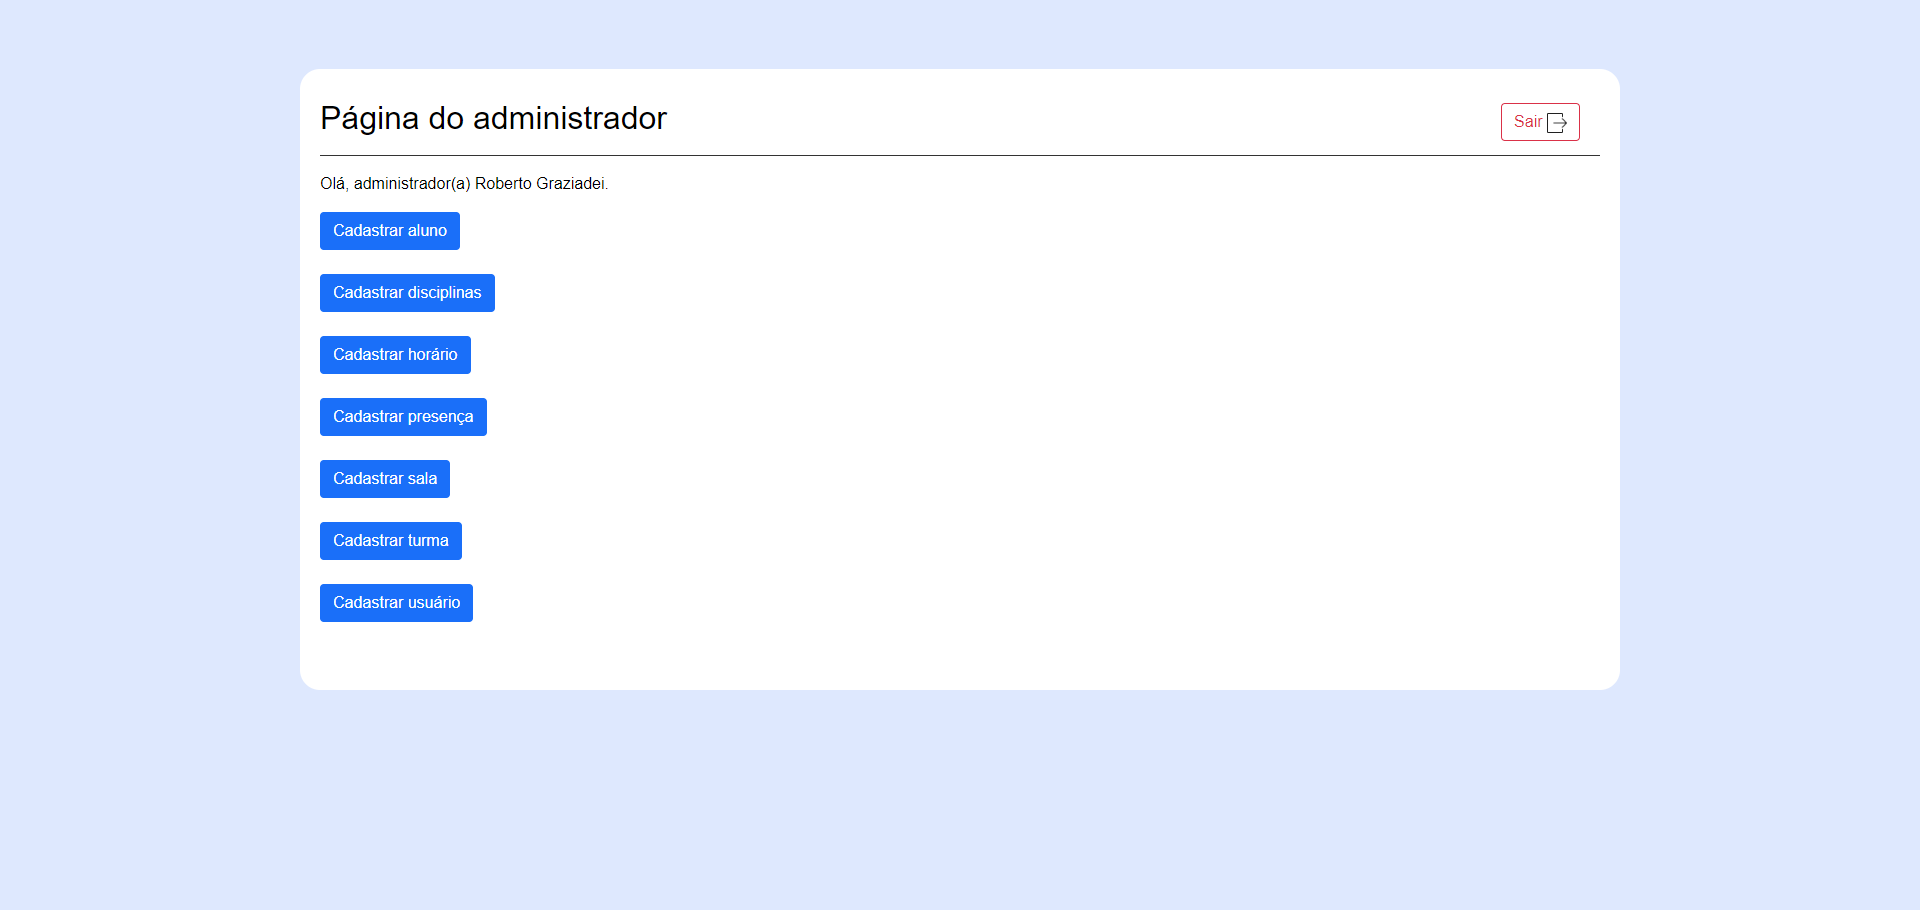 Página do administrador
Sair
Olá, administrador(a) Roberto Graziadei.
Cadastrar aluno
Cadastrar disciplinas
Cadastrar horário
Cadastrar presença
Cadastrar sala
Cadastrar turma
Cadastrar usuário